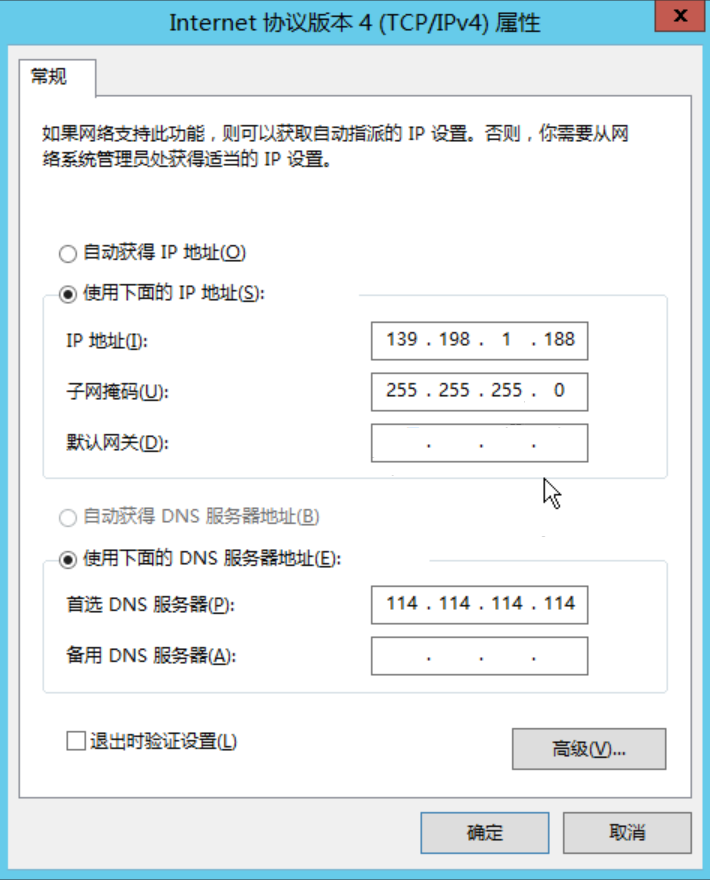 Internet 协议版本 4 (TCP/IPv4) 属性
x
常规
如果网络支持此功能，则可以获取自动指派的 IP 设置。否则，你需要从网
络系统管理员处获得适当的 IP 设置。
自动获得 IP 地址(O)
使用下面的 IP 地址(S):
IP 地址(I): 139 . 198 . 1 . 188
子网掩码(U): 255 . 255 . 255 . 0
默认网关(D): . . .
自动获得 DNS 服务器地址(B)
使用下面的 DNS 服务器地址(E):
首选 DNS 服务器(P): 114 . 114 . 114 . 114
备用 DNS 服务器(A): . . .
退出时验证设置(L)
高级(V)...
确定 取消